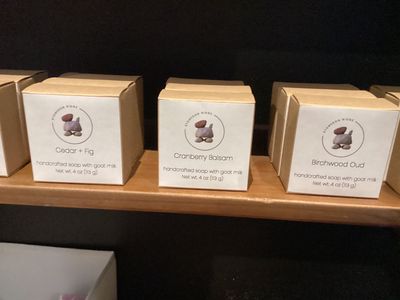 Cedar + Fig
handcrafted soap with goat milk
Net wt. 4 oz (113 g)
Cranberry Balsam
handcrafted soap with goat milk
Net wt. 4 oz (113 g)
Birchwood Oud
handcrafted soap with goat milk
Net wt. 4 oz (113 g)